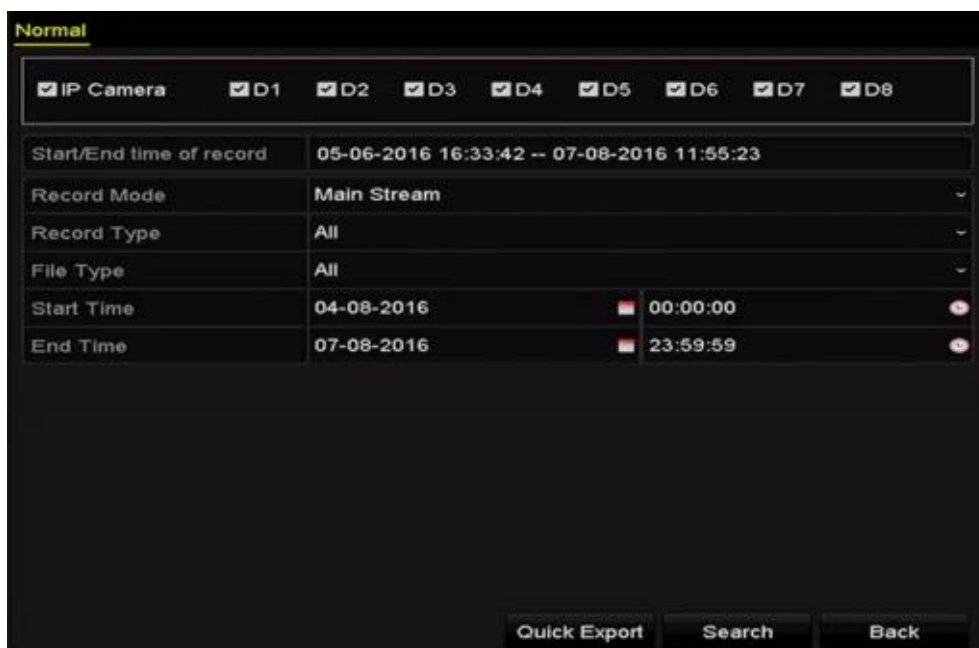 Normal
IP Camera D1 D2 D3 D4 D5 D6 D7 D8
Start/End time of record 05-06-2016 16:33:42 -- 07-08-2016 11:55:23
Record Mode Main Stream
Record Type All
File Type All
Start Time 04-08-2016 00:00:00
End Time 07-08-2016 23:59:59
Quick Export Search Back